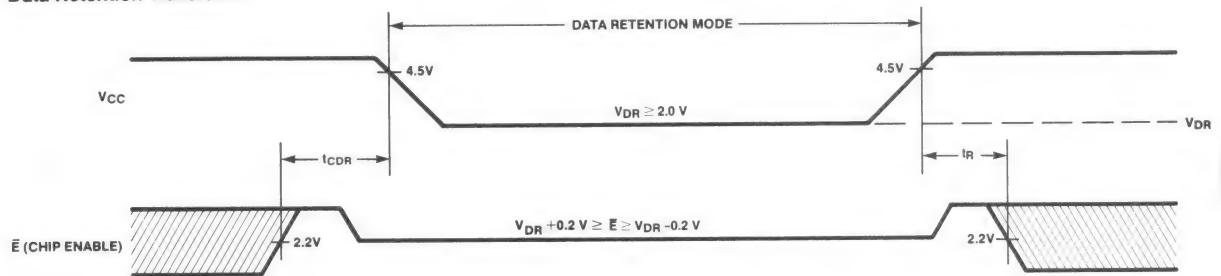 DATA RETENTION MODE
4.5V
4.5V
VCC
VDR ≥ 2.0 V
VDR
tCDR
tR
VDR +0.2 V ≥ E̅ ≥ VDR -0.2 V
E̅ (CHIP ENABLE)
2.2V
2.2V